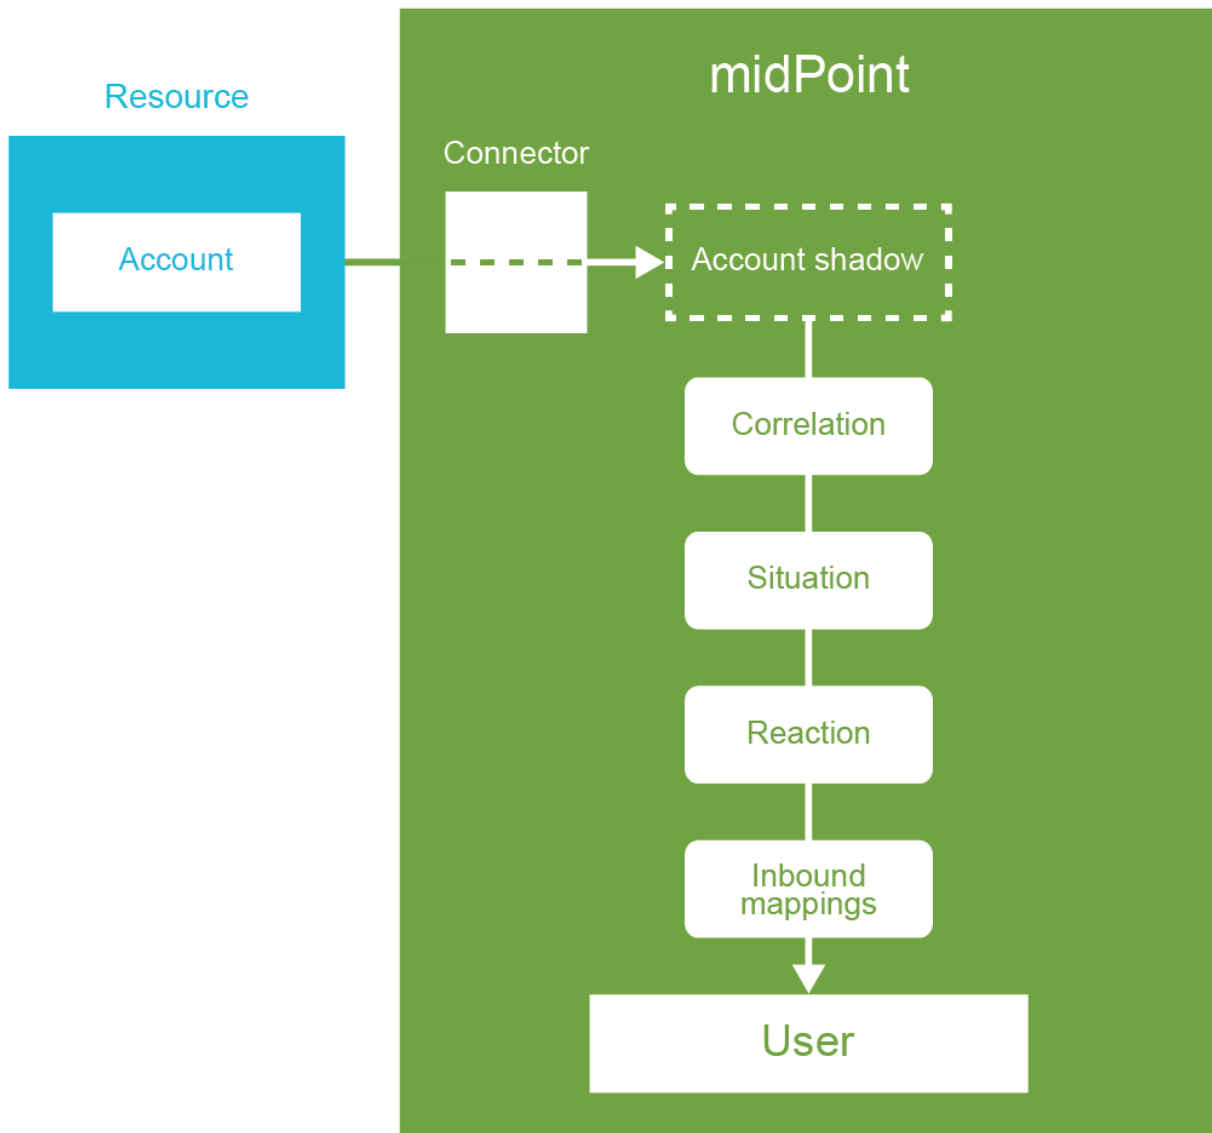 midPoint
Resource
Connector
Account
Account shadow
Correlation
Situation
Reaction
Inbound
mappings
User